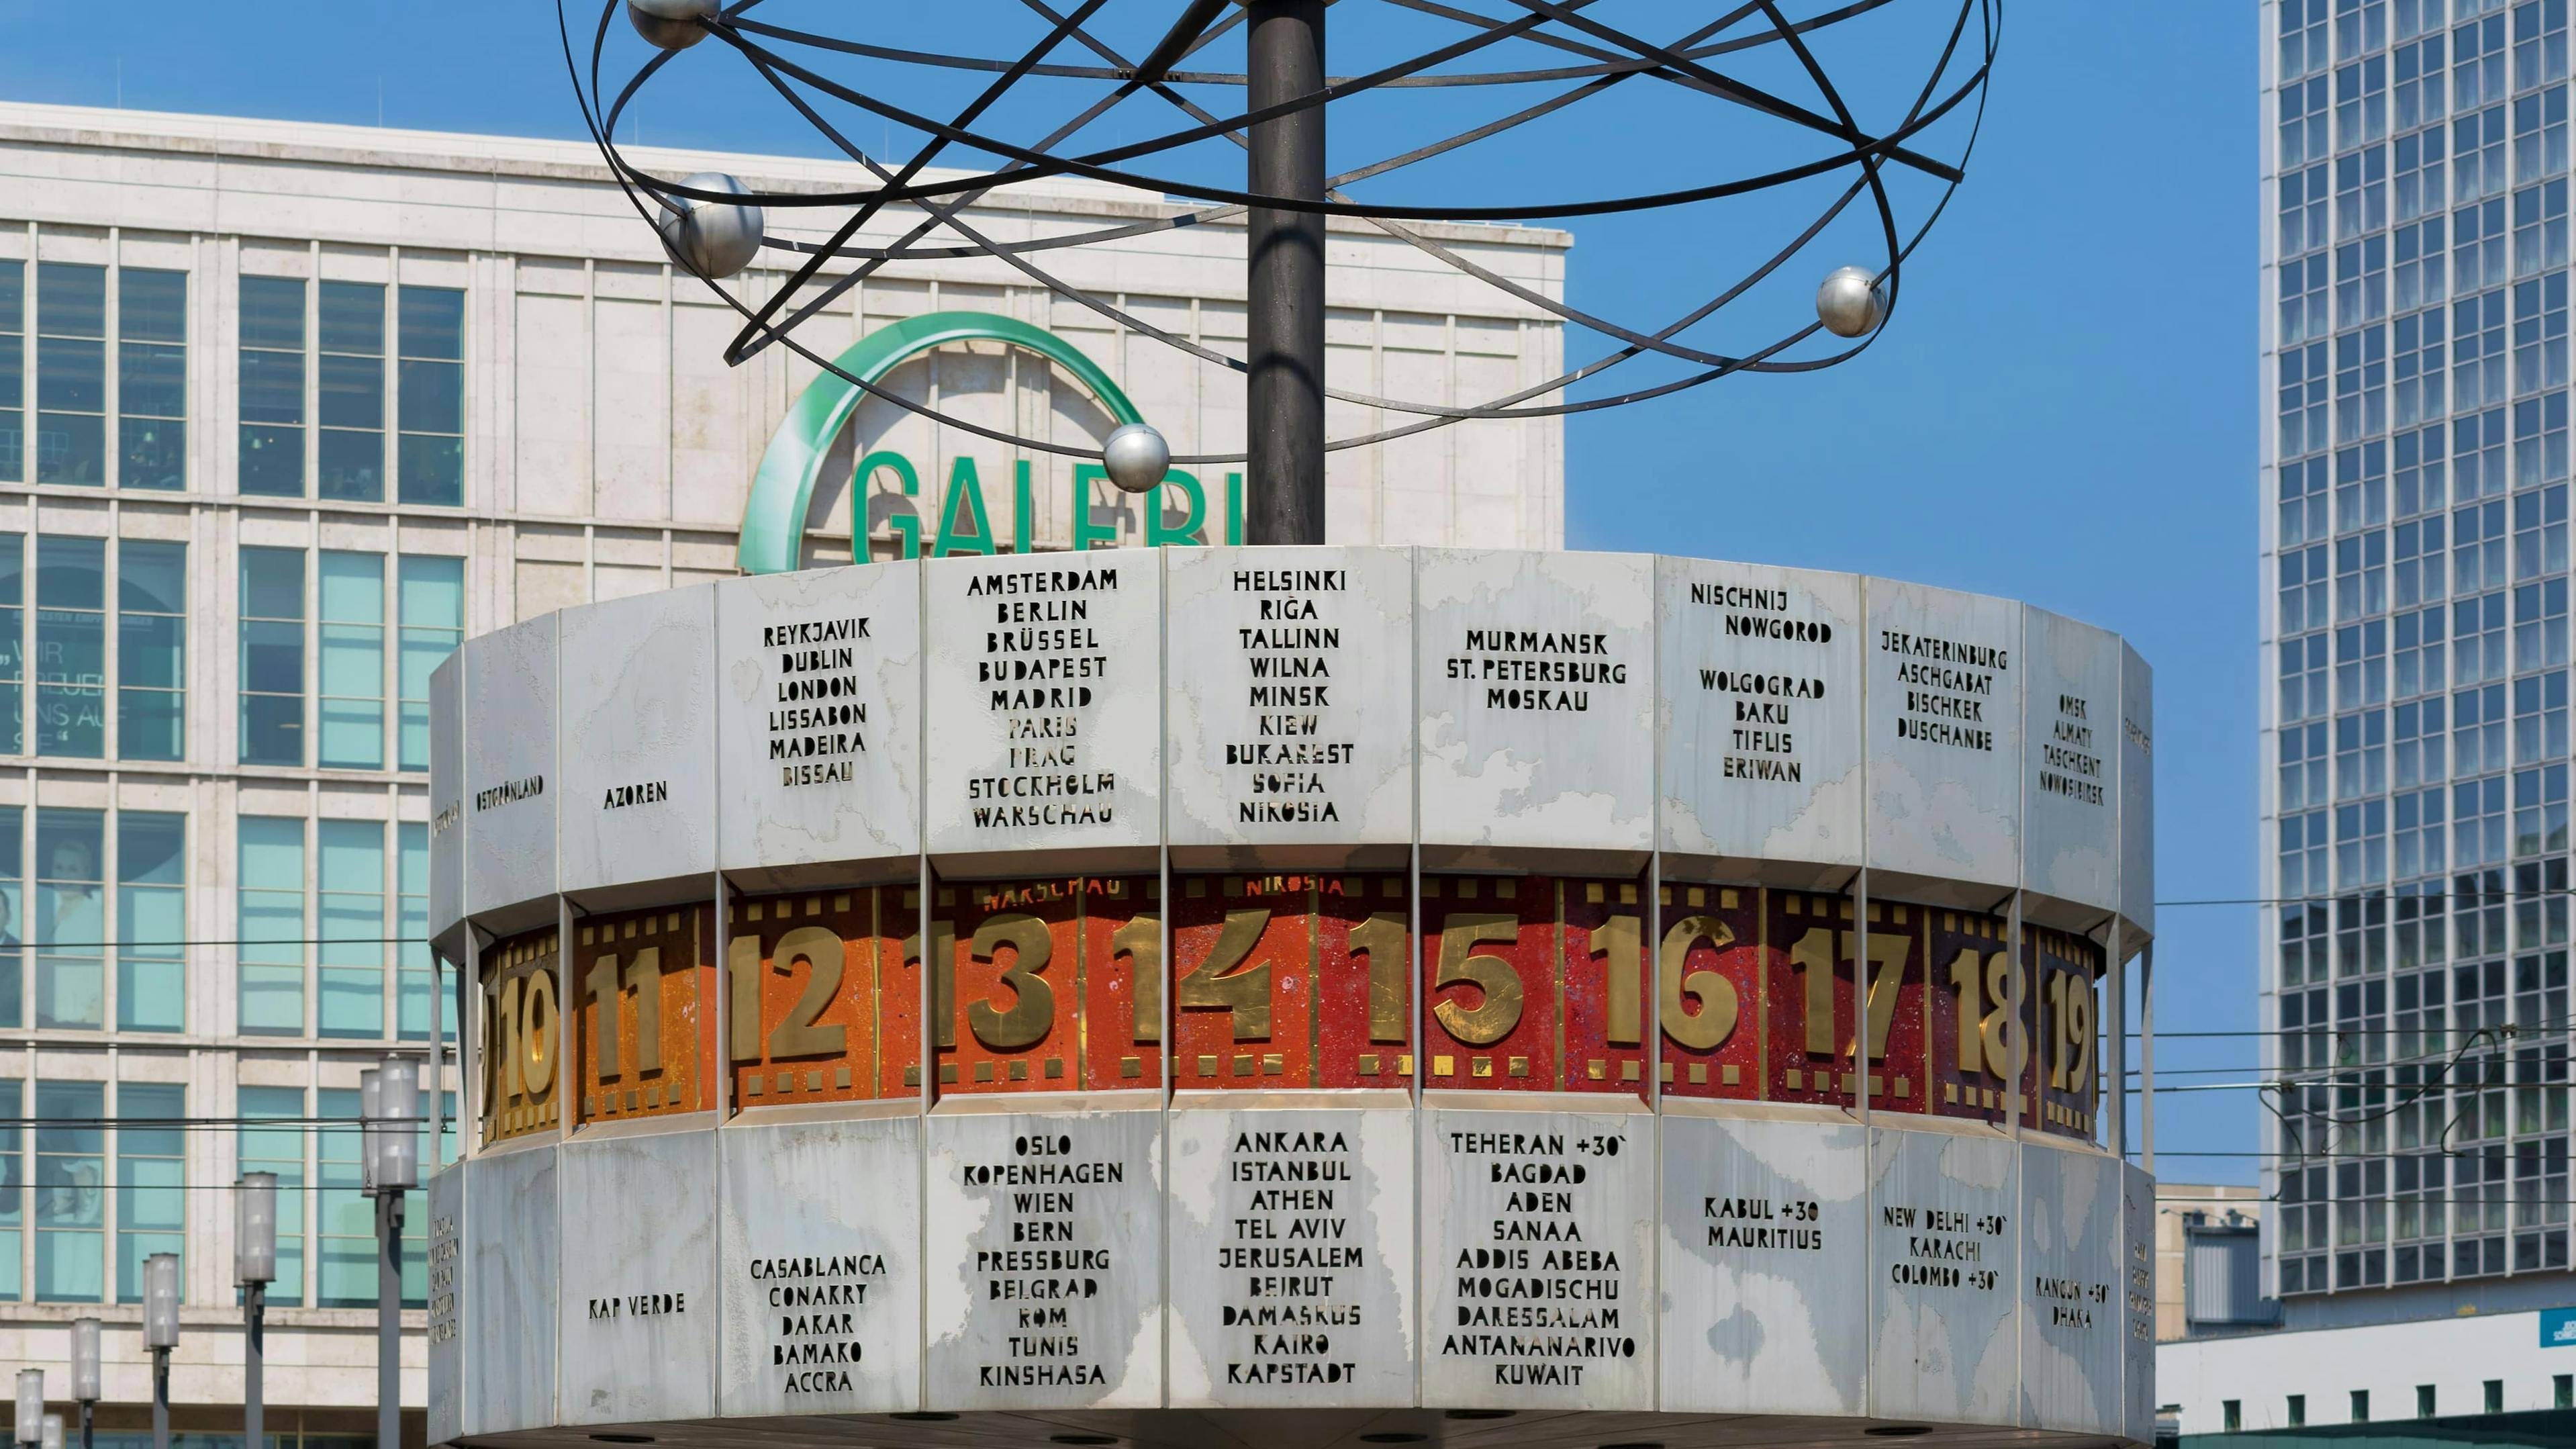 GALERI
„WIR
FREUEN
UNS AUF
SIE“
OSTGRÖNLAND
AZOREN
REYKJAVIK
DUBLIN
LONDON
LISSABON
MADEIRA
BISSAU
AMSTERDAM
BERLIN
BRÜSSEL
BUDAPEST
MADRID
PARIS
PRAG
STOCKHOLM
WARSCHAU
HELSINKI
RIGA
TALLINN
WILNA
MINSK
KIEW
BUKAREST
SOFIA
NIKOSIA
MURMANSK
ST. PETERSBURG
MOSKAU
NISCHNIJ
NOWGOROD
WOLGOGRAD
BAKU
TIFLIS
ERIWAN
JEKATERINBURG
ASCHGABAT
BISCHKEK
DUSCHANBE
OMSK
ALMATY
TASCHKENT
NOWOSIBIRSK
WARSCHAU
NIKOSIA
10 11 12 13 14 15 16 17 18 19
KAP VERDE
CASABLANCA
CONAKRY
DAKAR
BAMAKO
ACCRA
OSLO
KOPENHAGEN
WIEN
BERN
PRESSBURG
BELGRAD
ROM
TUNIS
KINSHASA
ANKARA
ISTANBUL
ATHEN
TEL AVIV
JERUSALEM
BEIRUT
DAMASKUS
KAIRO
KAPSTADT
TEHERAN +30`
BAGDAD
ADEN
SANAA
ADDIS ABEBA
MOGADISCHU
DARESSALAM
ANTANANARIVO
KUWAIT
KABUL +30
MAURITIUS
NEW DELHI +30`
KARACHI
COLOMBO +30`
RANGUN +30`
DHAKA